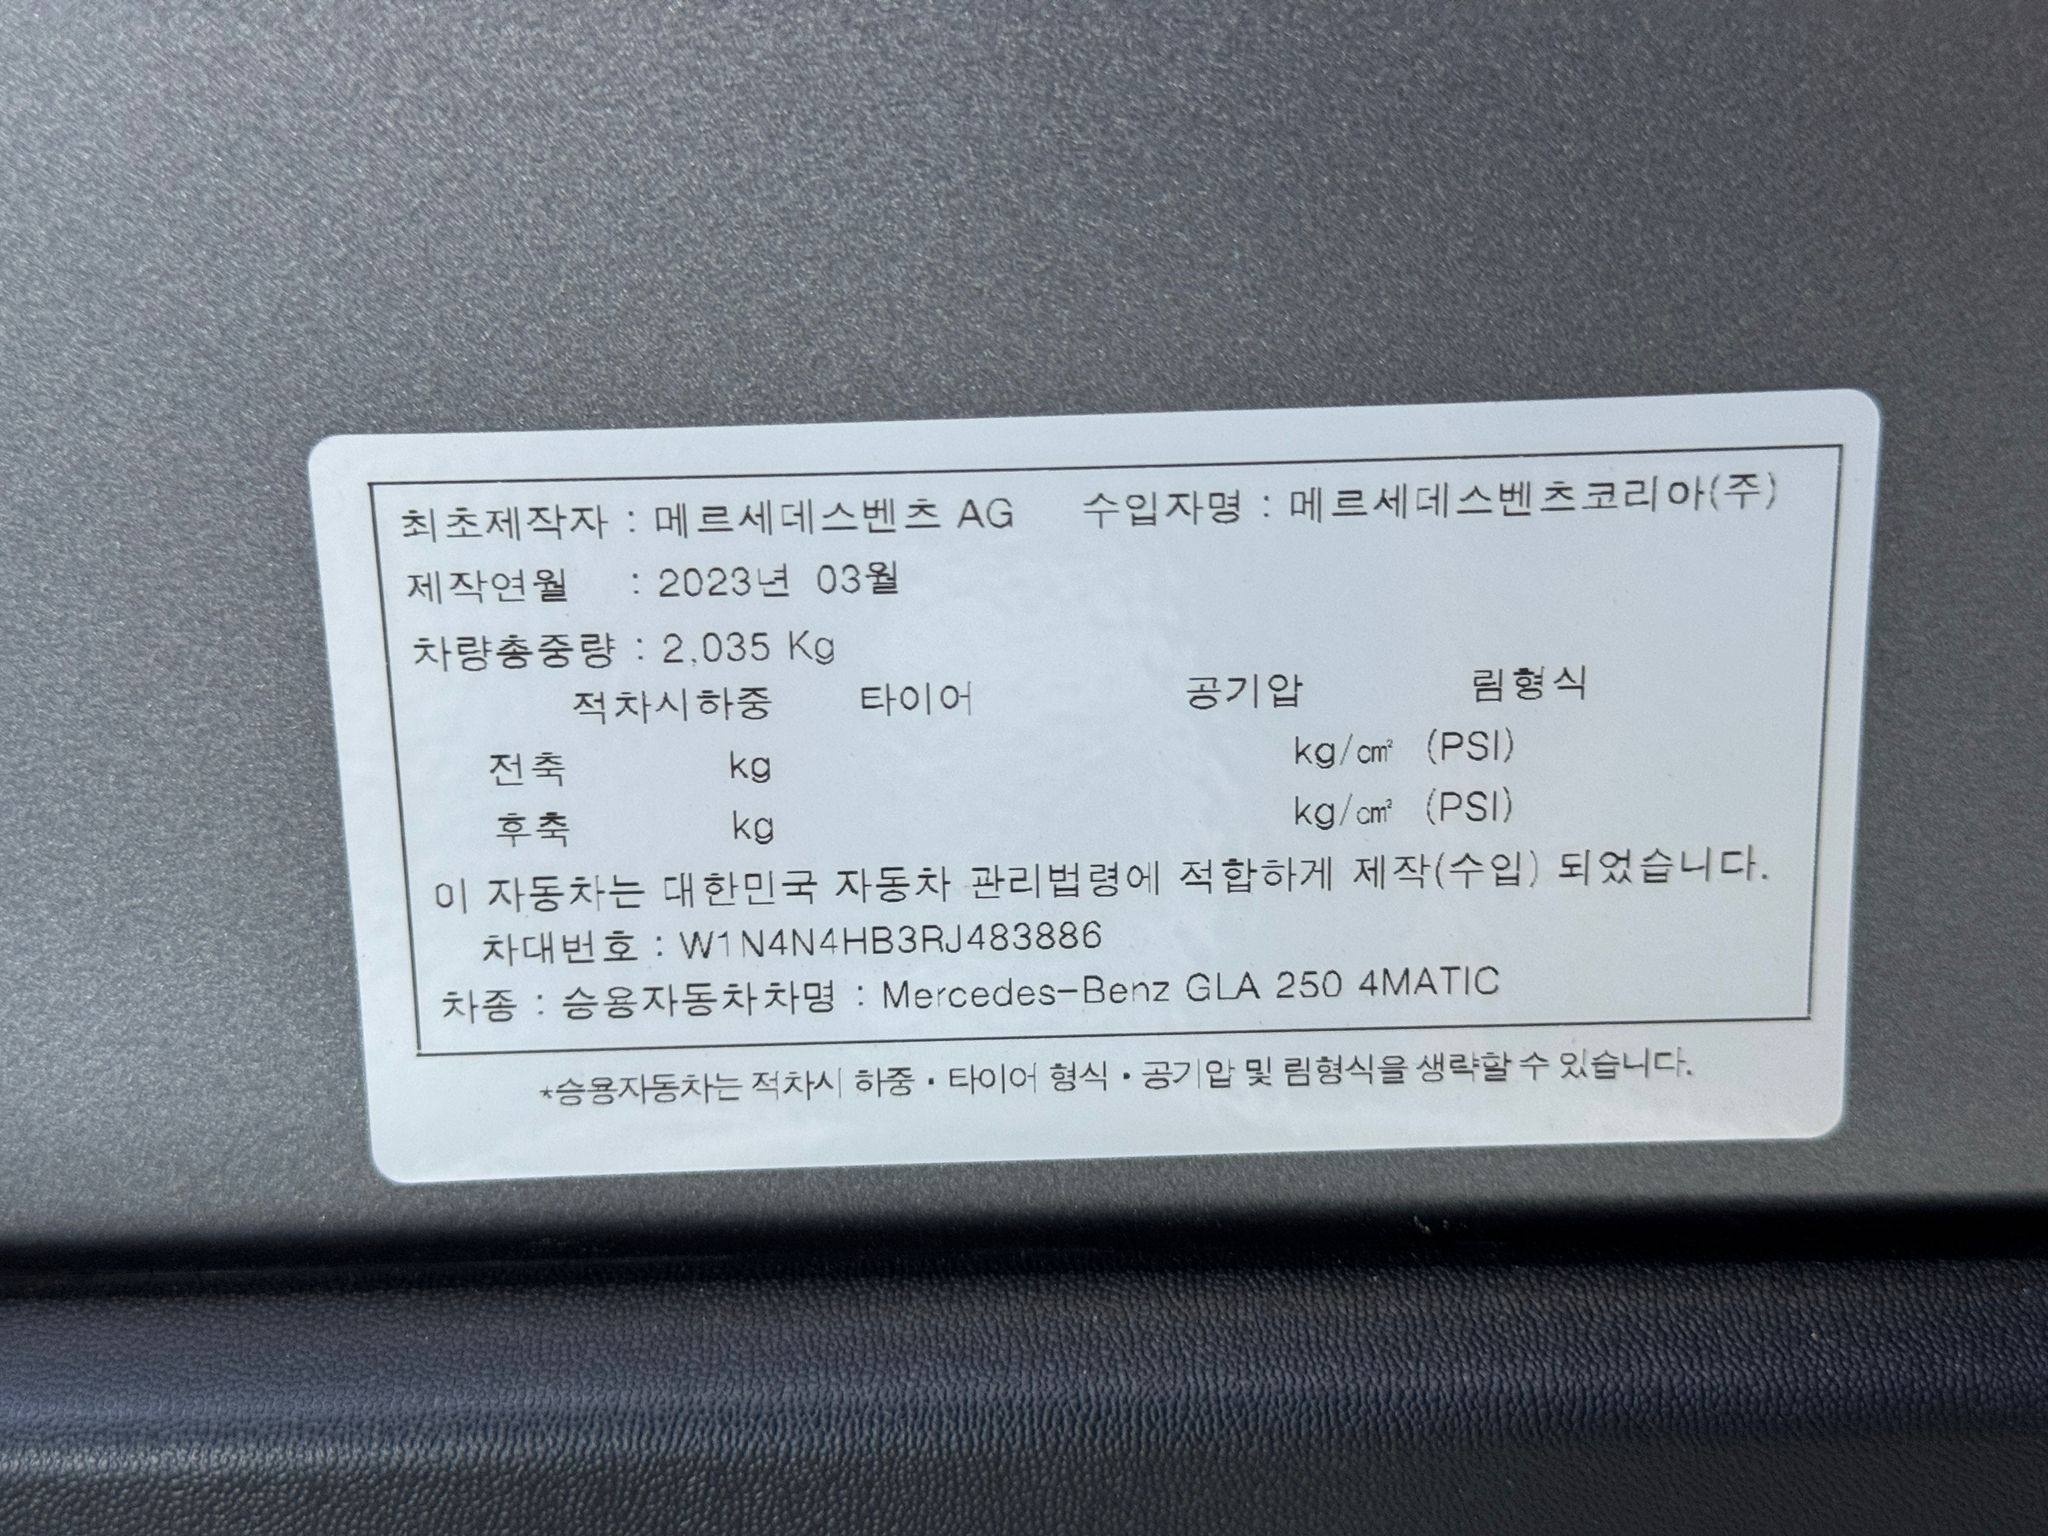 최초제작자 : 메르세데스벤츠 AG 수입자명 : 메르세데스벤츠코리아(주)
제작연월 : 2023년 03월
차량총중량 : 2,035 Kg
적차시하중 타이어 공기압 림형식
전축 kg kg/㎠ (PSI)
후축 kg kg/㎠ (PSI)
이 자동차는 대한민국 자동차 관리법령에 적합하게 제작(수입) 되었습니다.
차대번호 : W1N4N4HB3RJ483886
차종 : 승용자동차차명 : Mercedes-Benz GLA 250 4MATIC
*승용자동차는 적차시 하중·타이어 형식·공기압 및 림형식을 생략할 수 있습니다.